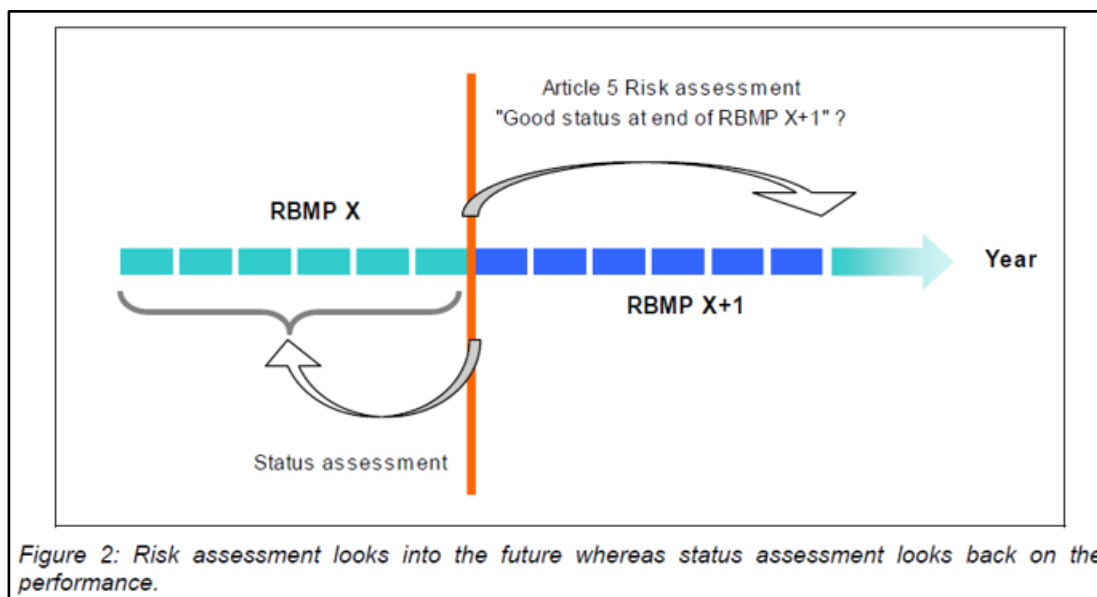 Article 5 Risk assessment
"Good status at end of RBMP X+1" ?
RBMP X
Year
RBMP X+1
Status assessment
Figure 2: Risk assessment looks into the future whereas status assessment looks back on the
performance.